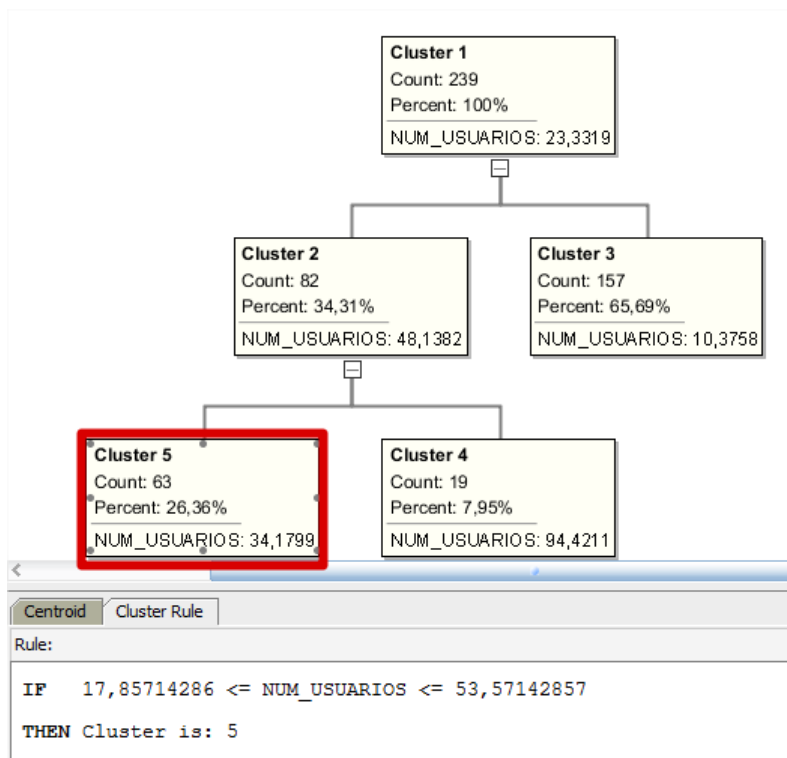 Cluster 1
Count: 239
Percent: 100%
NUM_USUARIOS: 23,3319
Cluster 2
Count: 82
Percent: 34,31%
NUM_USUARIOS: 48,1382
Cluster 3
Count: 157
Percent: 65,69%
NUM_USUARIOS: 10,3758
Cluster 5
Count: 63
Percent: 26,36%
NUM_USUARIOS: 34,1799
Cluster 4
Count: 19
Percent: 7,95%
NUM_USUARIOS: 94,4211
Centroid
Cluster Rule
Rule:
IF 17,85714286 <= NUM_USUARIOS <= 53,57142857
THEN Cluster is: 5